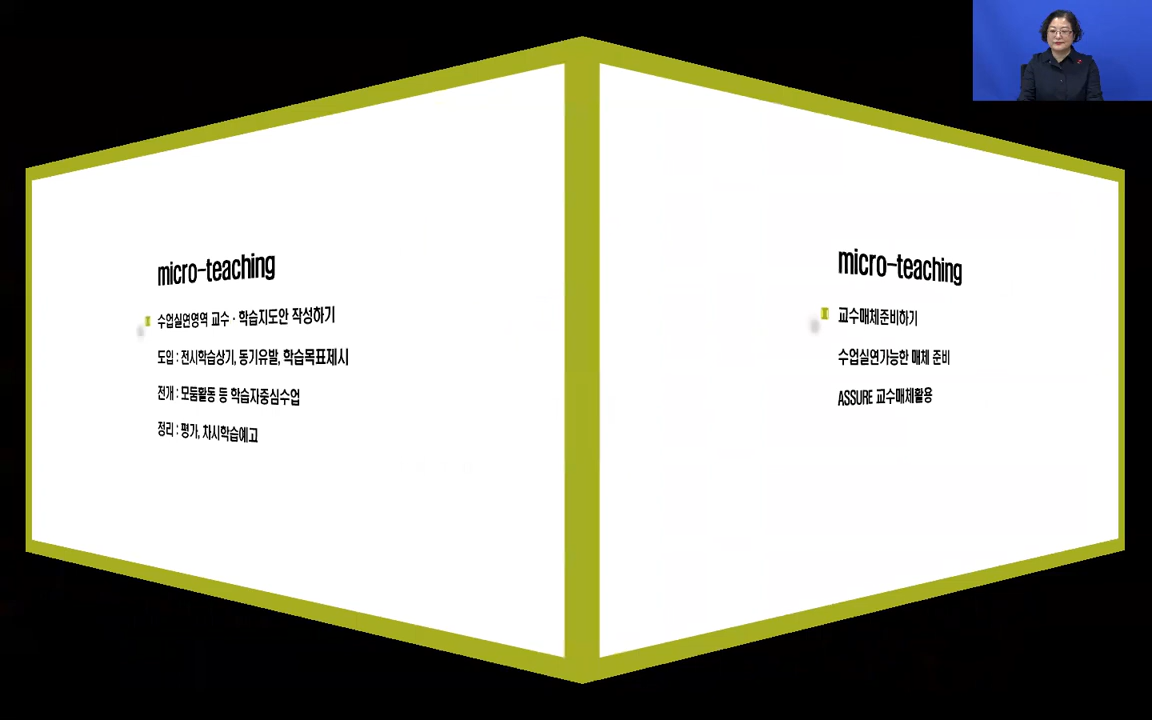 micro-teaching
수업실연영역 교수·학습지도안 작성하기
도입 : 전시학습상기, 동기유발, 학습목표제시
전개 : 모둠활동 등 학습자중심수업
정리 : 평가, 차시학습예고
micro-teaching
교수매체준비하기
수업실연가능한 매체 준비
ASSURE 교수매체활용